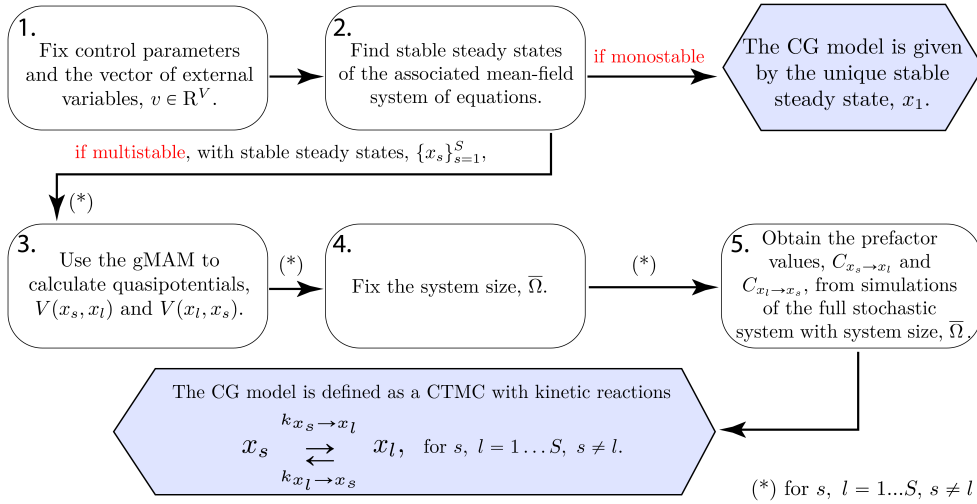 1.
Fix control parameters
and the vector of external
variables, v ∈ R^V.
2.
Find stable steady states
of the associated mean-field
system of equations.
if monostable
The CG model is given
by the unique stable
steady state, x_1.
if multistable, with stable steady states, {x_s}_{s=1}^S,
(*)
3.
Use the gMAM to
calculate quasipotentials,
V(x_s, x_l) and V(x_l, x_s).
(*)
4.
Fix the system size, Ω̅.
(*)
5.
Obtain the prefactor
values, C_{x_s→x_l} and
C_{x_l→x_s}, from simulations
of the full stochastic
system with system size, Ω̅.
The CG model is defined as a CTMC with kinetic reactions
k_{x_s→x_l}
x_s ⇄ x_l, for s, l = 1 … S, s ≠ l.
k_{x_l→x_s}
(*) for s, l = 1...S, s ≠ l